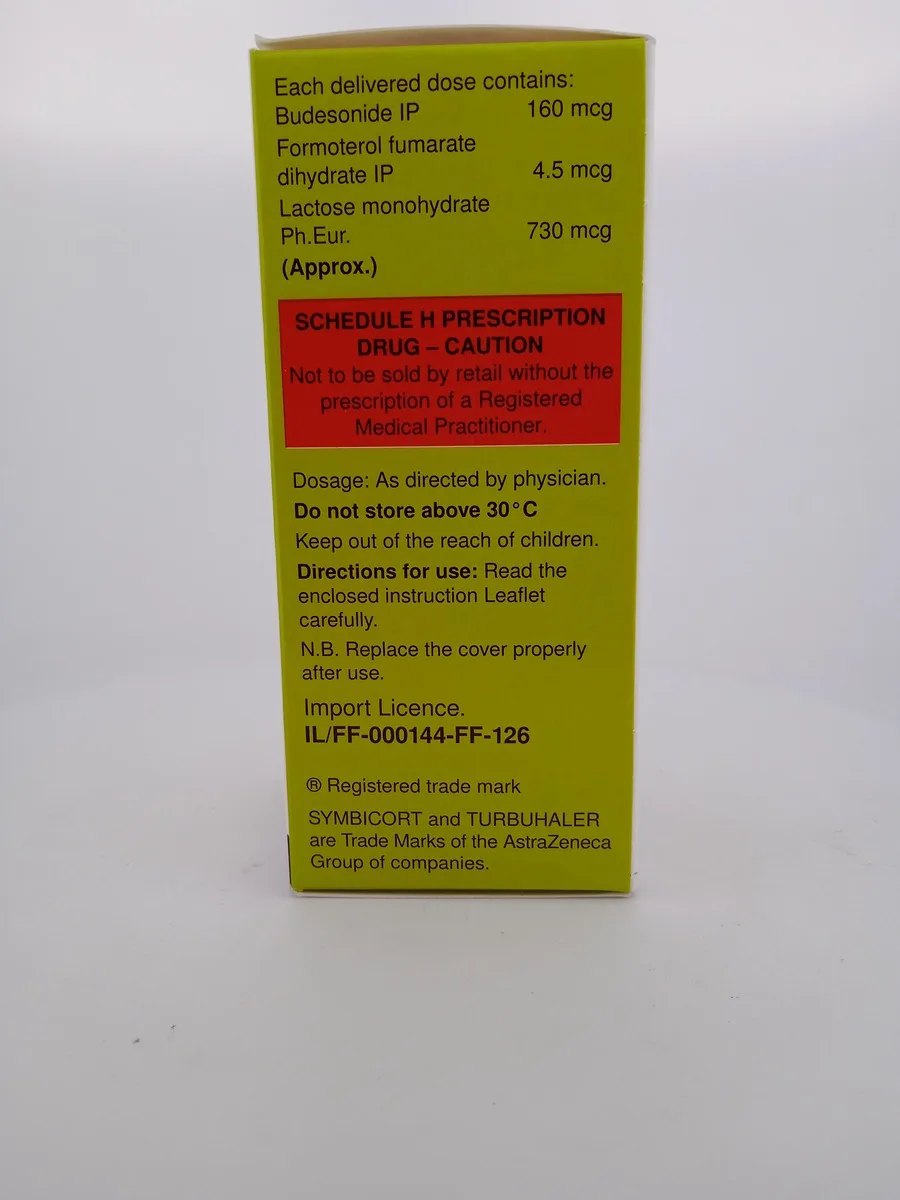 Each delivered dose contains:
Budesonide IP 160 mcg
Formoterol fumarate
dihydrate IP 4.5 mcg
Lactose monohydrate
Ph.Eur. 730 mcg
(Approx.)
SCHEDULE H PRESCRIPTION
DRUG – CAUTION
Not to be sold by retail without the
prescription of a Registered
Medical Practitioner.
Dosage: As directed by physician.
Do not store above 30°C
Keep out of the reach of children.
Directions for use: Read the
enclosed instruction Leaflet
carefully.
N.B. Replace the cover properly
after use.
Import Licence.
IL/FF-000144-FF-126
® Registered trade mark
SYMBICORT and TURBUHALER
are Trade Marks of the AstraZeneca
Group of companies.